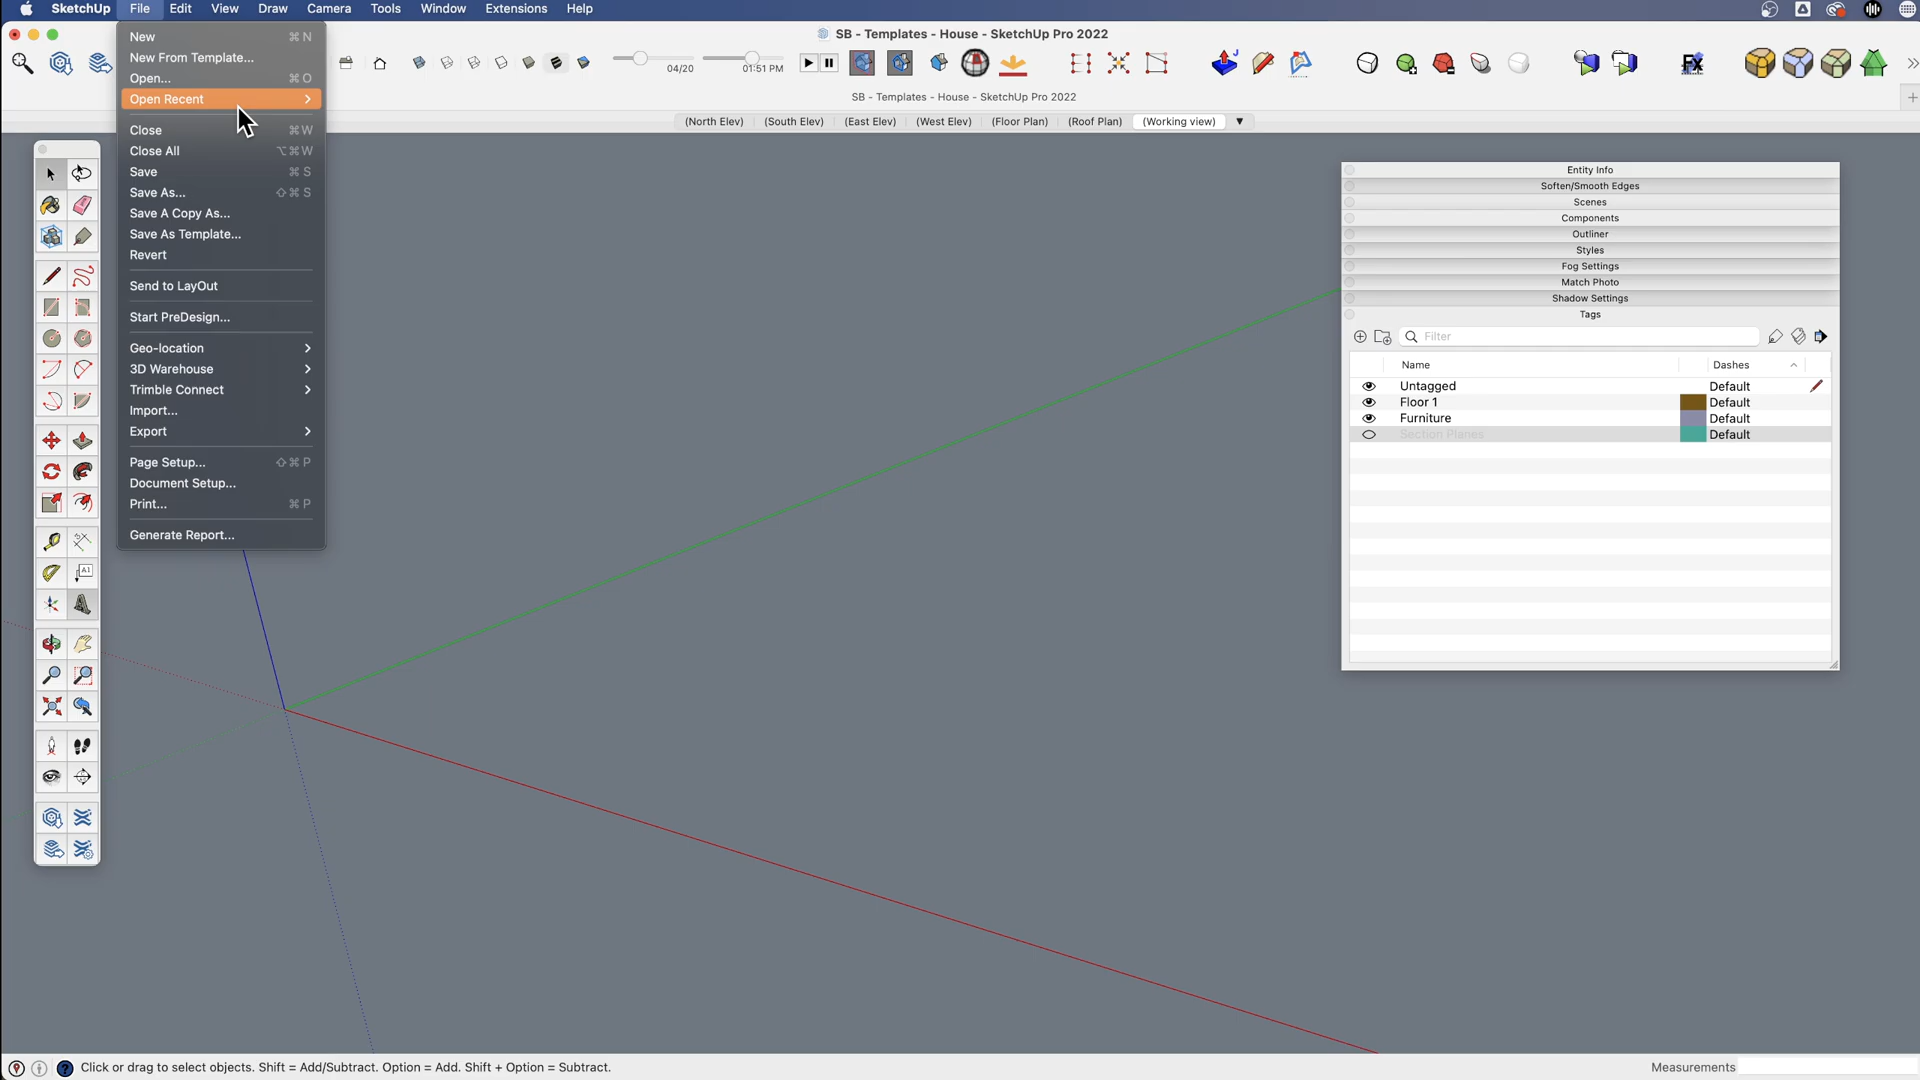 SketchUp File Edit View Draw Camera Tools Window Extensions Help
SB - Templates - House - SketchUp Pro 2022
04/20 01:51 PM
SB - Templates - House - SketchUp Pro 2022
(North Elev) (South Elev) (East Elev) (West Elev) (Floor Plan) (Roof Plan) (Working view)
New ⌘ N
New From Template...
Open... ⌘ O
Open Recent
Close ⌘ W
Close All ⌥⌘ W
Save ⌘ S
Save As... ⇧⌘ S
Save A Copy As...
Save As Template...
Revert
Send to LayOut
Start PreDesign...
Geo-location
3D Warehouse
Trimble Connect
Import...
Export
Page Setup... ⇧⌘ P
Document Setup...
Print... ⌘ P
Generate Report...
A1
Entity Info
Soften/Smooth Edges
Scenes
Components
Outliner
Styles
Fog Settings
Match Photo
Shadow Settings
Tags
Filter
Name Dashes
Untagged Default
Floor 1 Default
Furniture Default
Section Planes Default
Click or drag to select objects. Shift = Add/Subtract. Option = Add. Shift + Option = Subtract.
Measurements